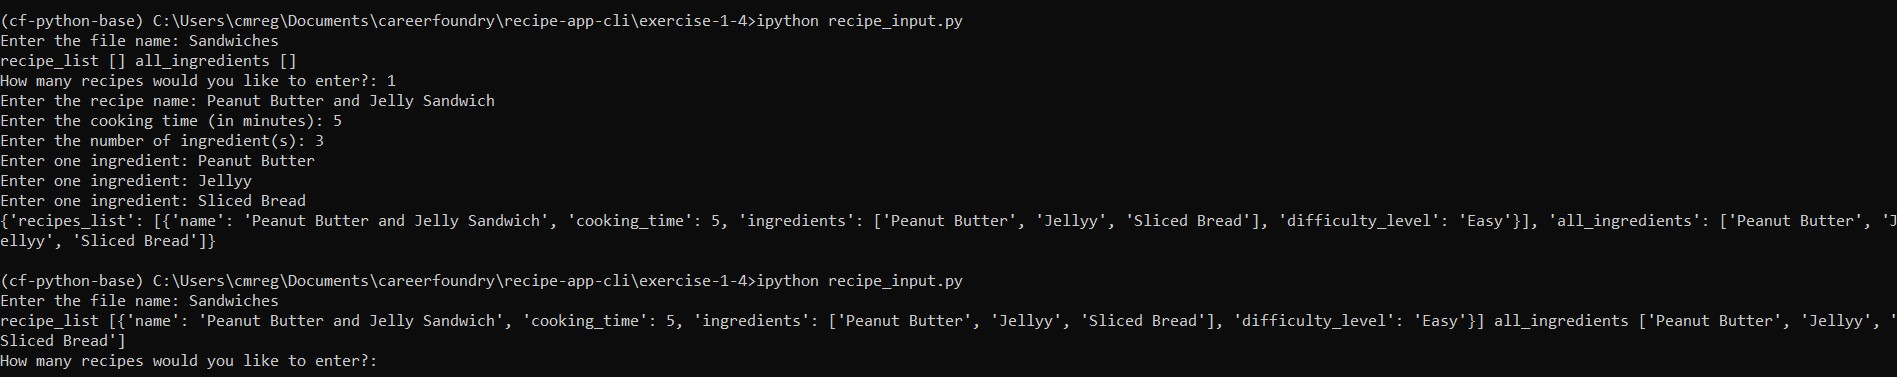 (cf-python-base) C:\Users\cmreg\Documents\careerfoundry\recipe-app-cli\exercise-1-4>ipython recipe_input.py
Enter the file name: Sandwiches
recipe_list [] all_ingredients []
How many recipes would you like to enter?: 1
Enter the recipe name: Peanut Butter and Jelly Sandwich
Enter the cooking time (in minutes): 5
Enter the number of ingredient(s): 3
Enter one ingredient: Peanut Butter
Enter one ingredient: Jellyy
Enter one ingredient: Sliced Bread
{'recipes_list': [{'name': 'Peanut Butter and Jelly Sandwich', 'cooking_time': 5, 'ingredients': ['Peanut Butter', 'Jellyy', 'Sliced Bread'], 'difficulty_level': 'Easy'}], 'all_ingredients': ['Peanut Butter', 'J
ellyy', 'Sliced Bread']}
(cf-python-base) C:\Users\cmreg\Documents\careerfoundry\recipe-app-cli\exercise-1-4>ipython recipe_input.py
Enter the file name: Sandwiches
recipe_list [{'name': 'Peanut Butter and Jelly Sandwich', 'cooking_time': 5, 'ingredients': ['Peanut Butter', 'Jellyy', 'Sliced Bread'], 'difficulty_level': 'Easy'}] all_ingredients ['Peanut Butter', 'Jellyy', '
Sliced Bread']
How many recipes would you like to enter?: